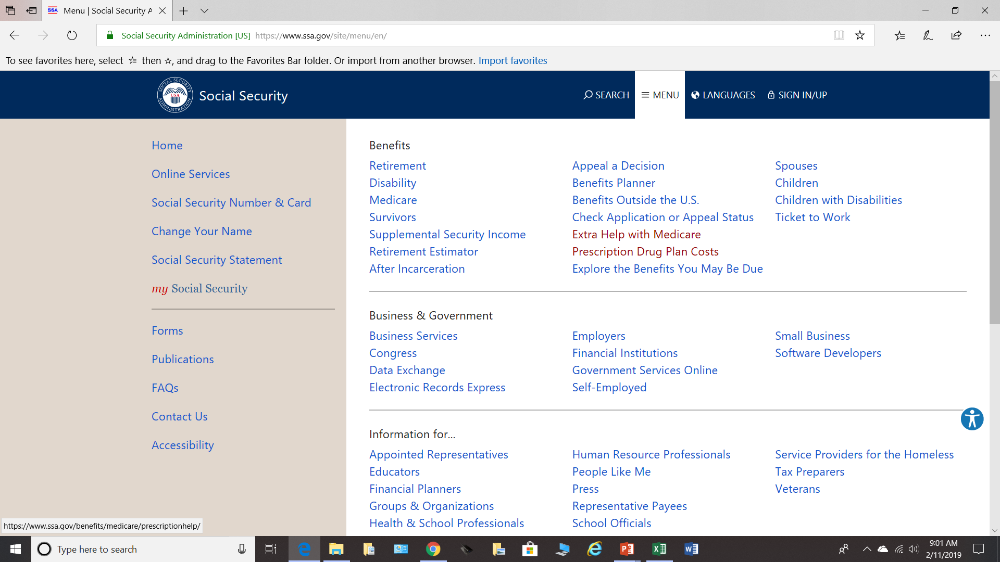 Menu | Social Security A
Social Security Administration [US] https://www.ssa.gov/site/menu/en/
To see favorites here, select then , and drag to the Favorites Bar folder. Or import from another browser. Import favorites
Social Security
SEARCH
MENU
LANGUAGES
SIGN IN/UP
Home
Online Services
Social Security Number & Card
Change Your Name
Social Security Statement
my Social Security
Forms
Publications
FAQs
Contact Us
Accessibility
Benefits
Retirement
Disability
Medicare
Survivors
Supplemental Security Income
Retirement Estimator
After Incarceration
Appeal a Decision
Benefits Planner
Benefits Outside the U.S.
Check Application or Appeal Status
Extra Help with Medicare
Prescription Drug Plan Costs
Explore the Benefits You May Be Due
Spouses
Children
Children with Disabilities
Ticket to Work
Business & Government
Business Services
Congress
Data Exchange
Electronic Records Express
Employers
Financial Institutions
Government Services Online
Self-Employed
Small Business
Software Developers
Information for...
Appointed Representatives
Educators
Financial Planners
Groups & Organizations
Health & School Professionals
Human Resource Professionals
People Like Me
Press
Representative Payees
School Officials
Service Providers for the Homeless
Tax Preparers
Veterans
https://www.ssa.gov/benefits/medicare/prescriptionhelp/
Type here to search
9:01 AM
2/11/2019